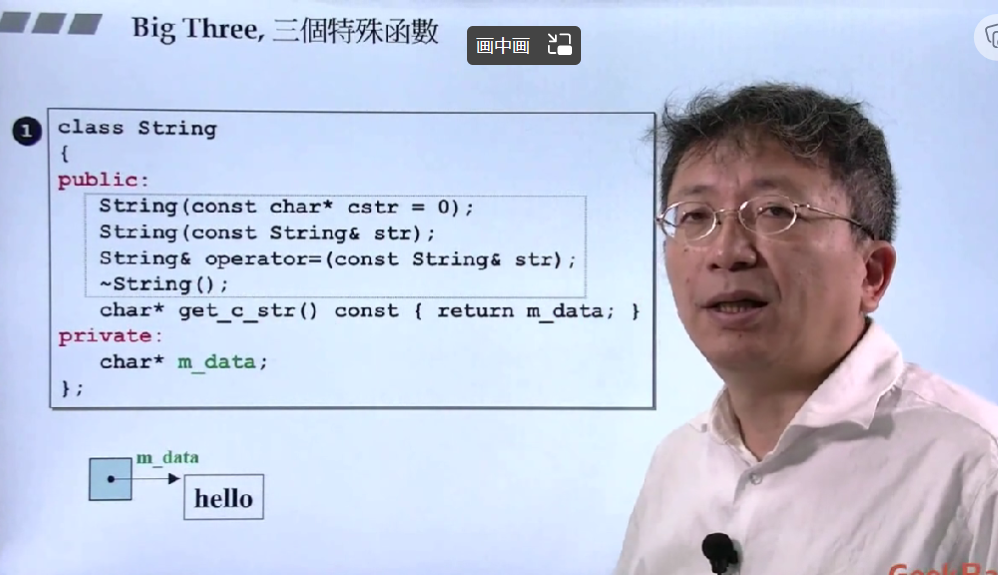 Big Three, 三個特殊函數
画中画
1
class String
{
public:
String(const char* cstr = 0);
String(const String& str);
String& operator=(const String& str);
~String();
char* get_c_str() const { return m_data; }
private:
char* m_data;
};
m_data
hello